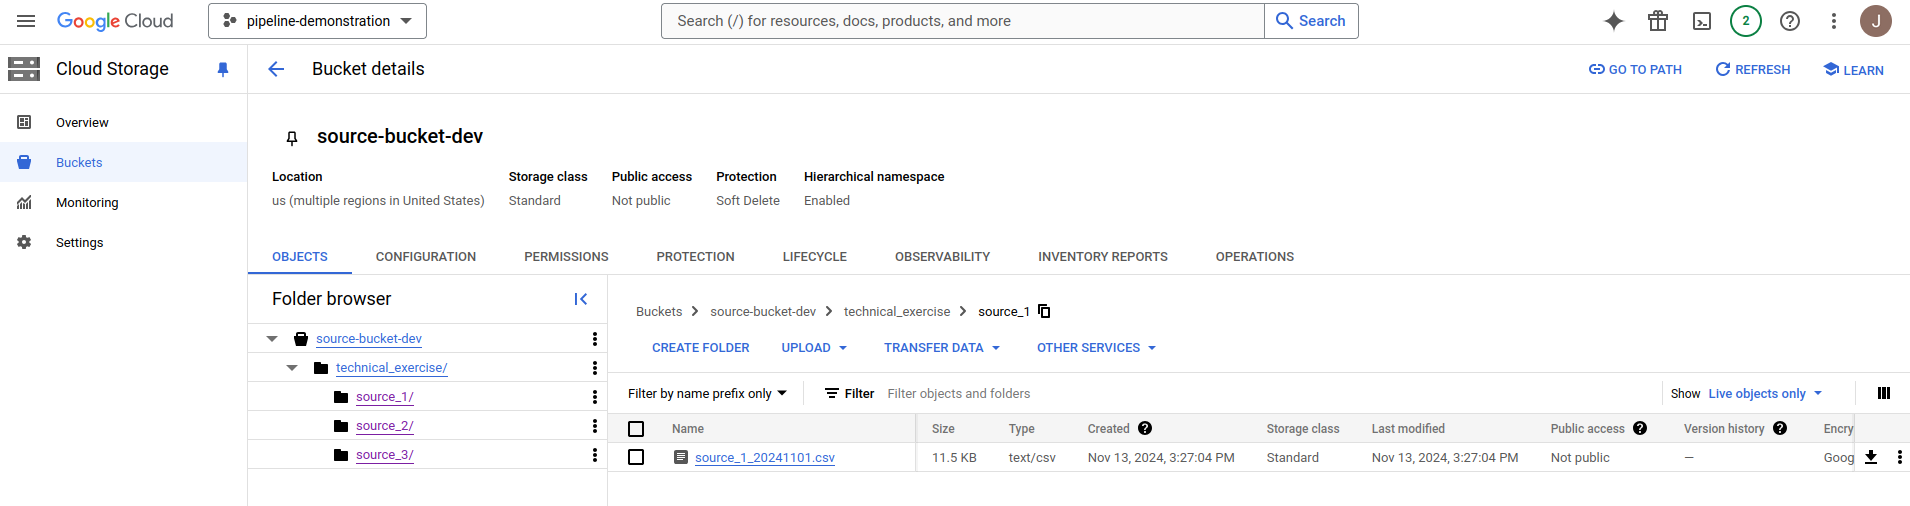 Google Cloud
pipeline-demonstration
Search (/) for resources, docs, products, and more
Search
2
J
Cloud Storage
Bucket details
GO TO PATH
REFRESH
LEARN
Overview
Buckets
Monitoring
Settings
source-bucket-dev
Location Storage class Public access Protection Hierarchical namespace
us (multiple regions in United States) Standard Not public Soft Delete Enabled
OBJECTS CONFIGURATION PERMISSIONS PROTECTION LIFECYCLE OBSERVABILITY INVENTORY REPORTS OPERATIONS
Folder browser
source-bucket-dev
technical_exercise/
source_1/
source_2/
source_3/
Buckets > source-bucket-dev > technical_exercise > source_1
CREATE FOLDER UPLOAD TRANSFER DATA OTHER SERVICES
Filter by name prefix only Filter Filter objects and folders Show Live objects only
Name Size Type Created Storage class Last modified Public access Version history Encry
source_1_20241101.csv 11.5 KB text/csv Nov 13, 2024, 3:27:04 PM Standard Nov 13, 2024, 3:27:04 PM Not public — Goog